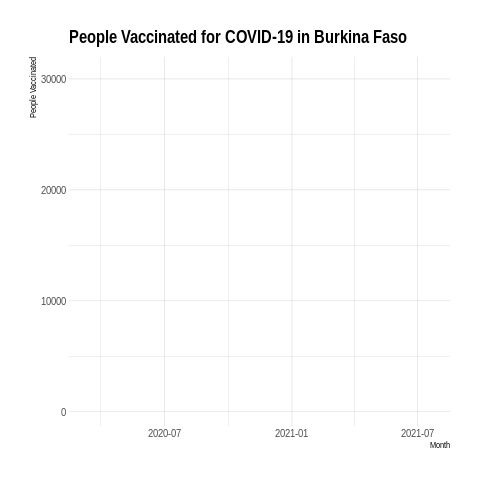 People Vaccinated for COVID-19 in Burkina Faso
People Vaccinated
30000
20000
10000
0
2020-07 2021-01 2021-07
Month